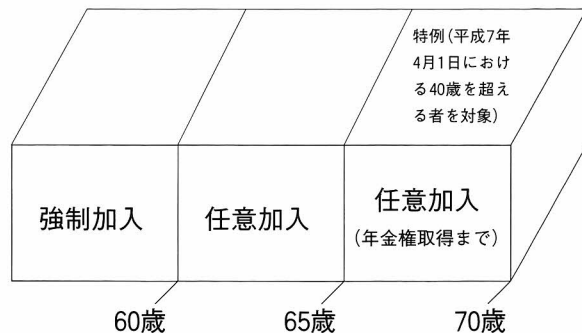 特例(平成7年
4月1日におけ
る40歳を超え
る者を対象)
強制加入
任意加入
任意加入
(年金権取得まで)
60歳
65歳
70歳